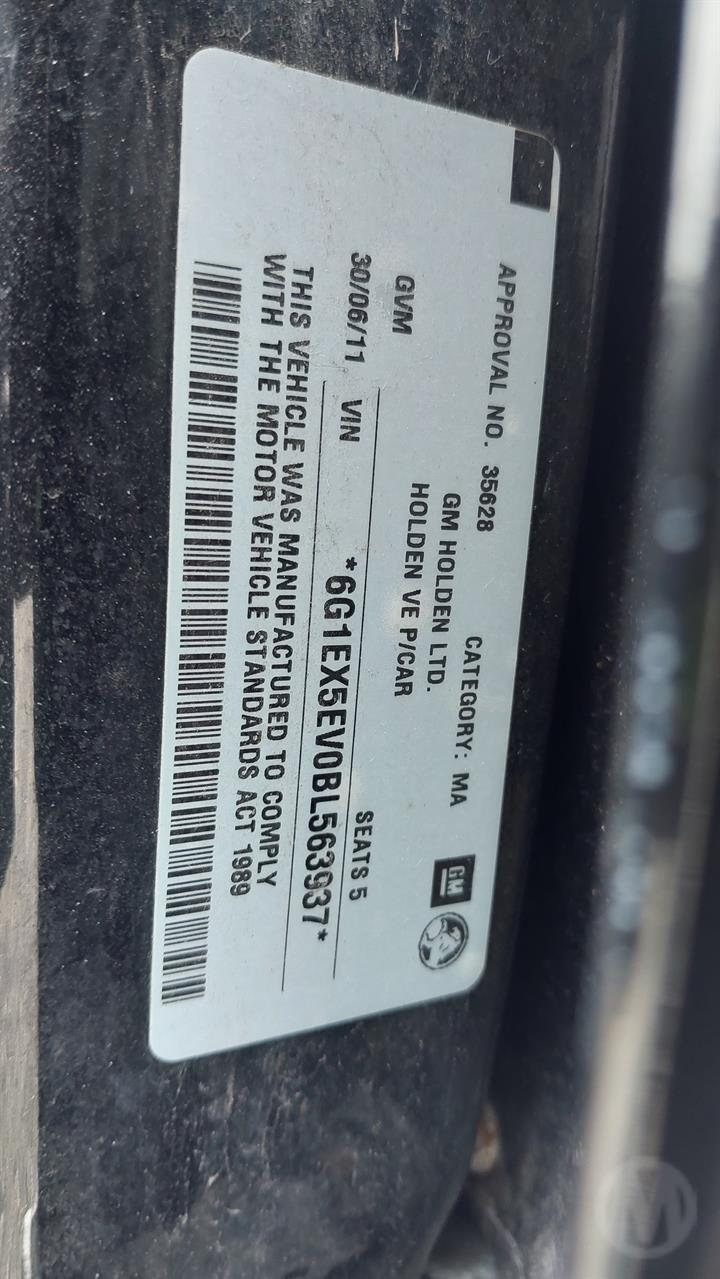 APPROVAL NO. 35628 CATEGORY: MA
GM HOLDEN LTD.
HOLDEN VE P/CAR
GM
GVM SEATS 5
30/06/11 VIN *6G1EX5EV0BL563937*
THIS VEHICLE WAS MANUFACTURED TO COMPLY
WITH THE MOTOR VEHICLE STANDARDS ACT 1989
M